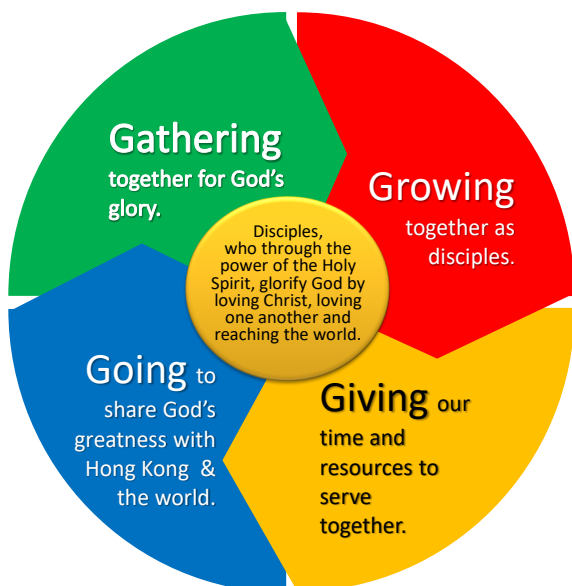 Gathering
together for God's
glory.
Growing
together as
disciples.
Disciples,
who through the
power of the Holy
Spirit, glorify God by
loving Christ, loving
one another and
reaching the world.
Giving our
time and
resources to
serve
together.
Going to
share God's
greatness with
Hong Kong &
the world.